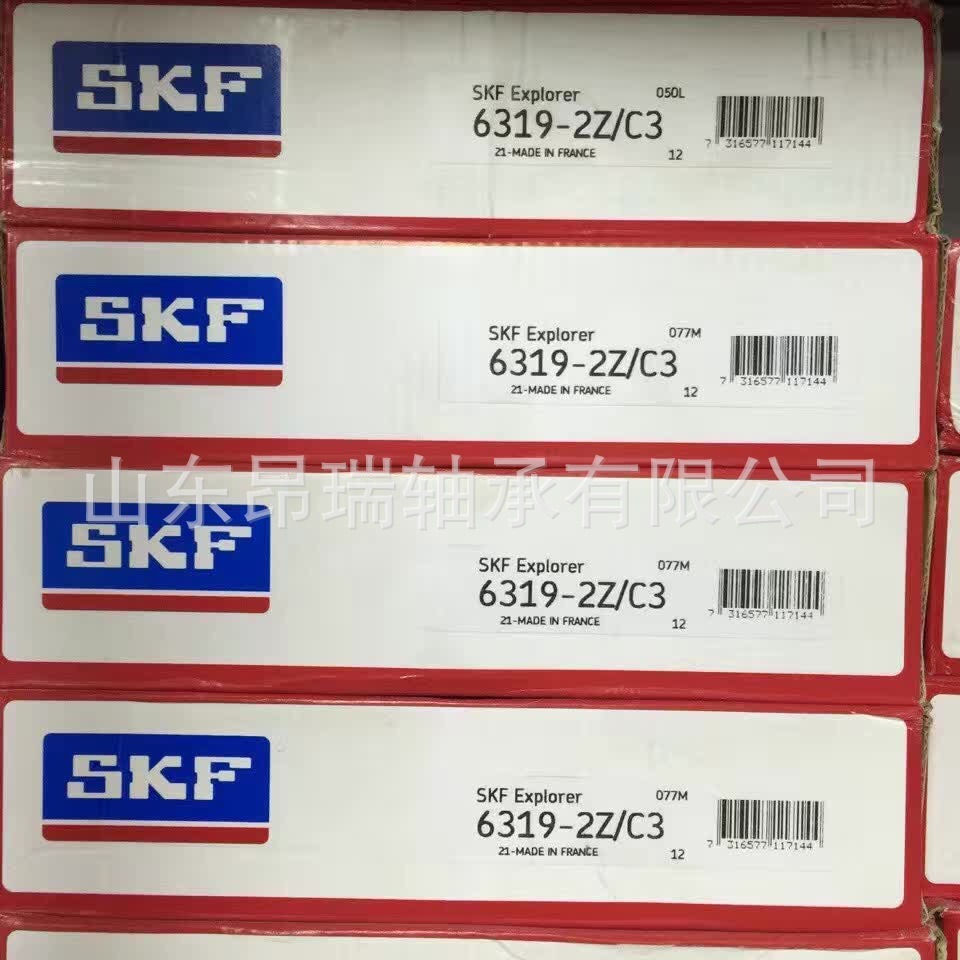 SKF
SKF Explorer 050L
6319-2Z/C3
21-MADE IN FRANCE 12
7 316577 117144
SKF
SKF Explorer 077M
6319-2Z/C3
21-MADE IN FRANCE 12
7 316577 117144
山东昂瑞轴承有限公司
SKF
SKF Explorer 077M
6319-2Z/C3
21-MADE IN FRANCE 12
7 316577 117144
SKF
SKF Explorer 077M
6319-2Z/C3
21-MADE IN FRANCE 12
7 316577 117144